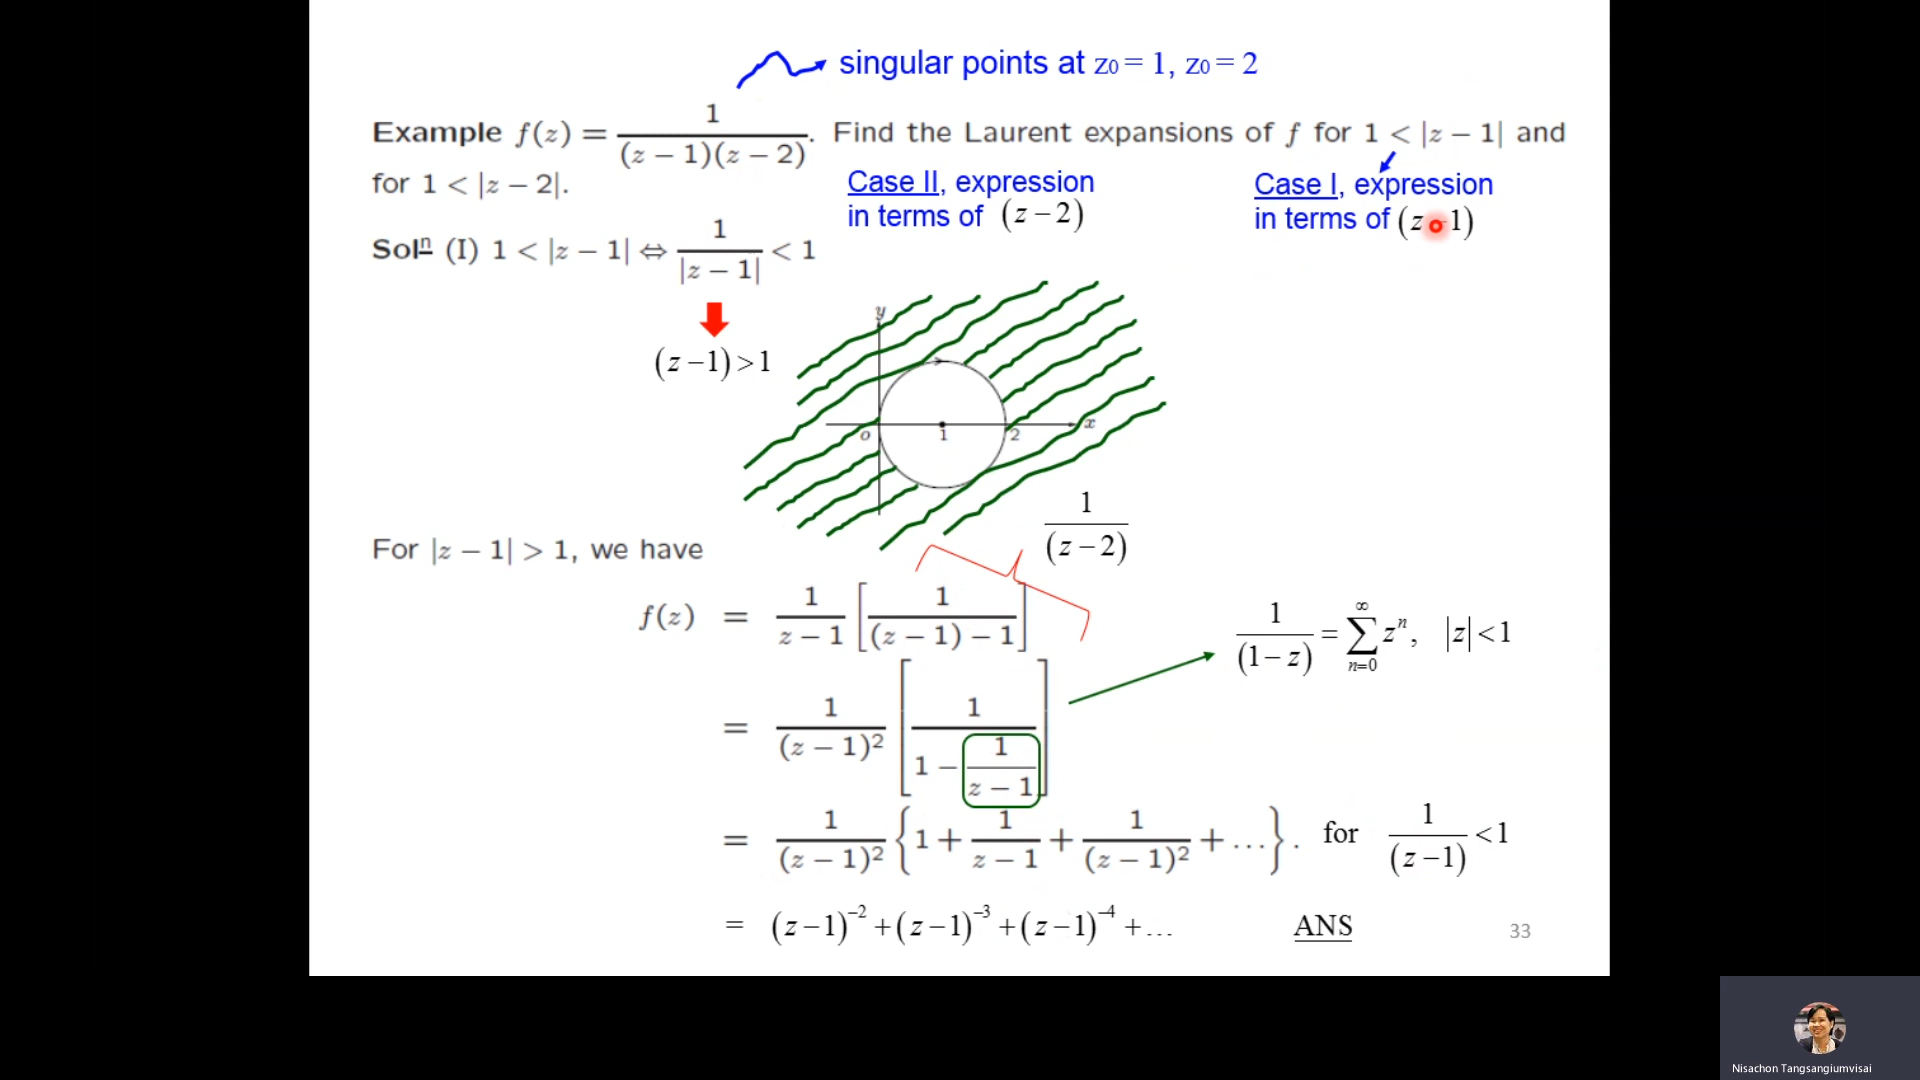 singular points at z₀ = 1, z₀ = 2
Example f(z) = 1/((z − 1)(z − 2)). Find the Laurent expansions of f for 1 < |z − 1| and
for 1 < |z − 2|.
Case II, expression
in terms of (z − 2)
Case I, expression
in terms of (z − 1)
Solⁿ (I) 1 < |z − 1| ⇔ 1/|z − 1| < 1
(z − 1) > 1
y
o 1 2 x
For |z − 1| > 1, we have
1/(z − 2)
f(z) = 1/(z − 1) [1/((z − 1) − 1)]
1/(1 − z) = ∑_{n=0}^{∞} zⁿ, |z| < 1
= 1/(z − 1)² [1/(1 − 1/(z − 1))]
= 1/(z − 1)² {1 + 1/(z − 1) + 1/(z − 1)² + ...}. for 1/(z − 1) < 1
= (z − 1)⁻² + (z − 1)⁻³ + (z − 1)⁻⁴ + ... ANS
33
Nisachon Tangsangiumvisai